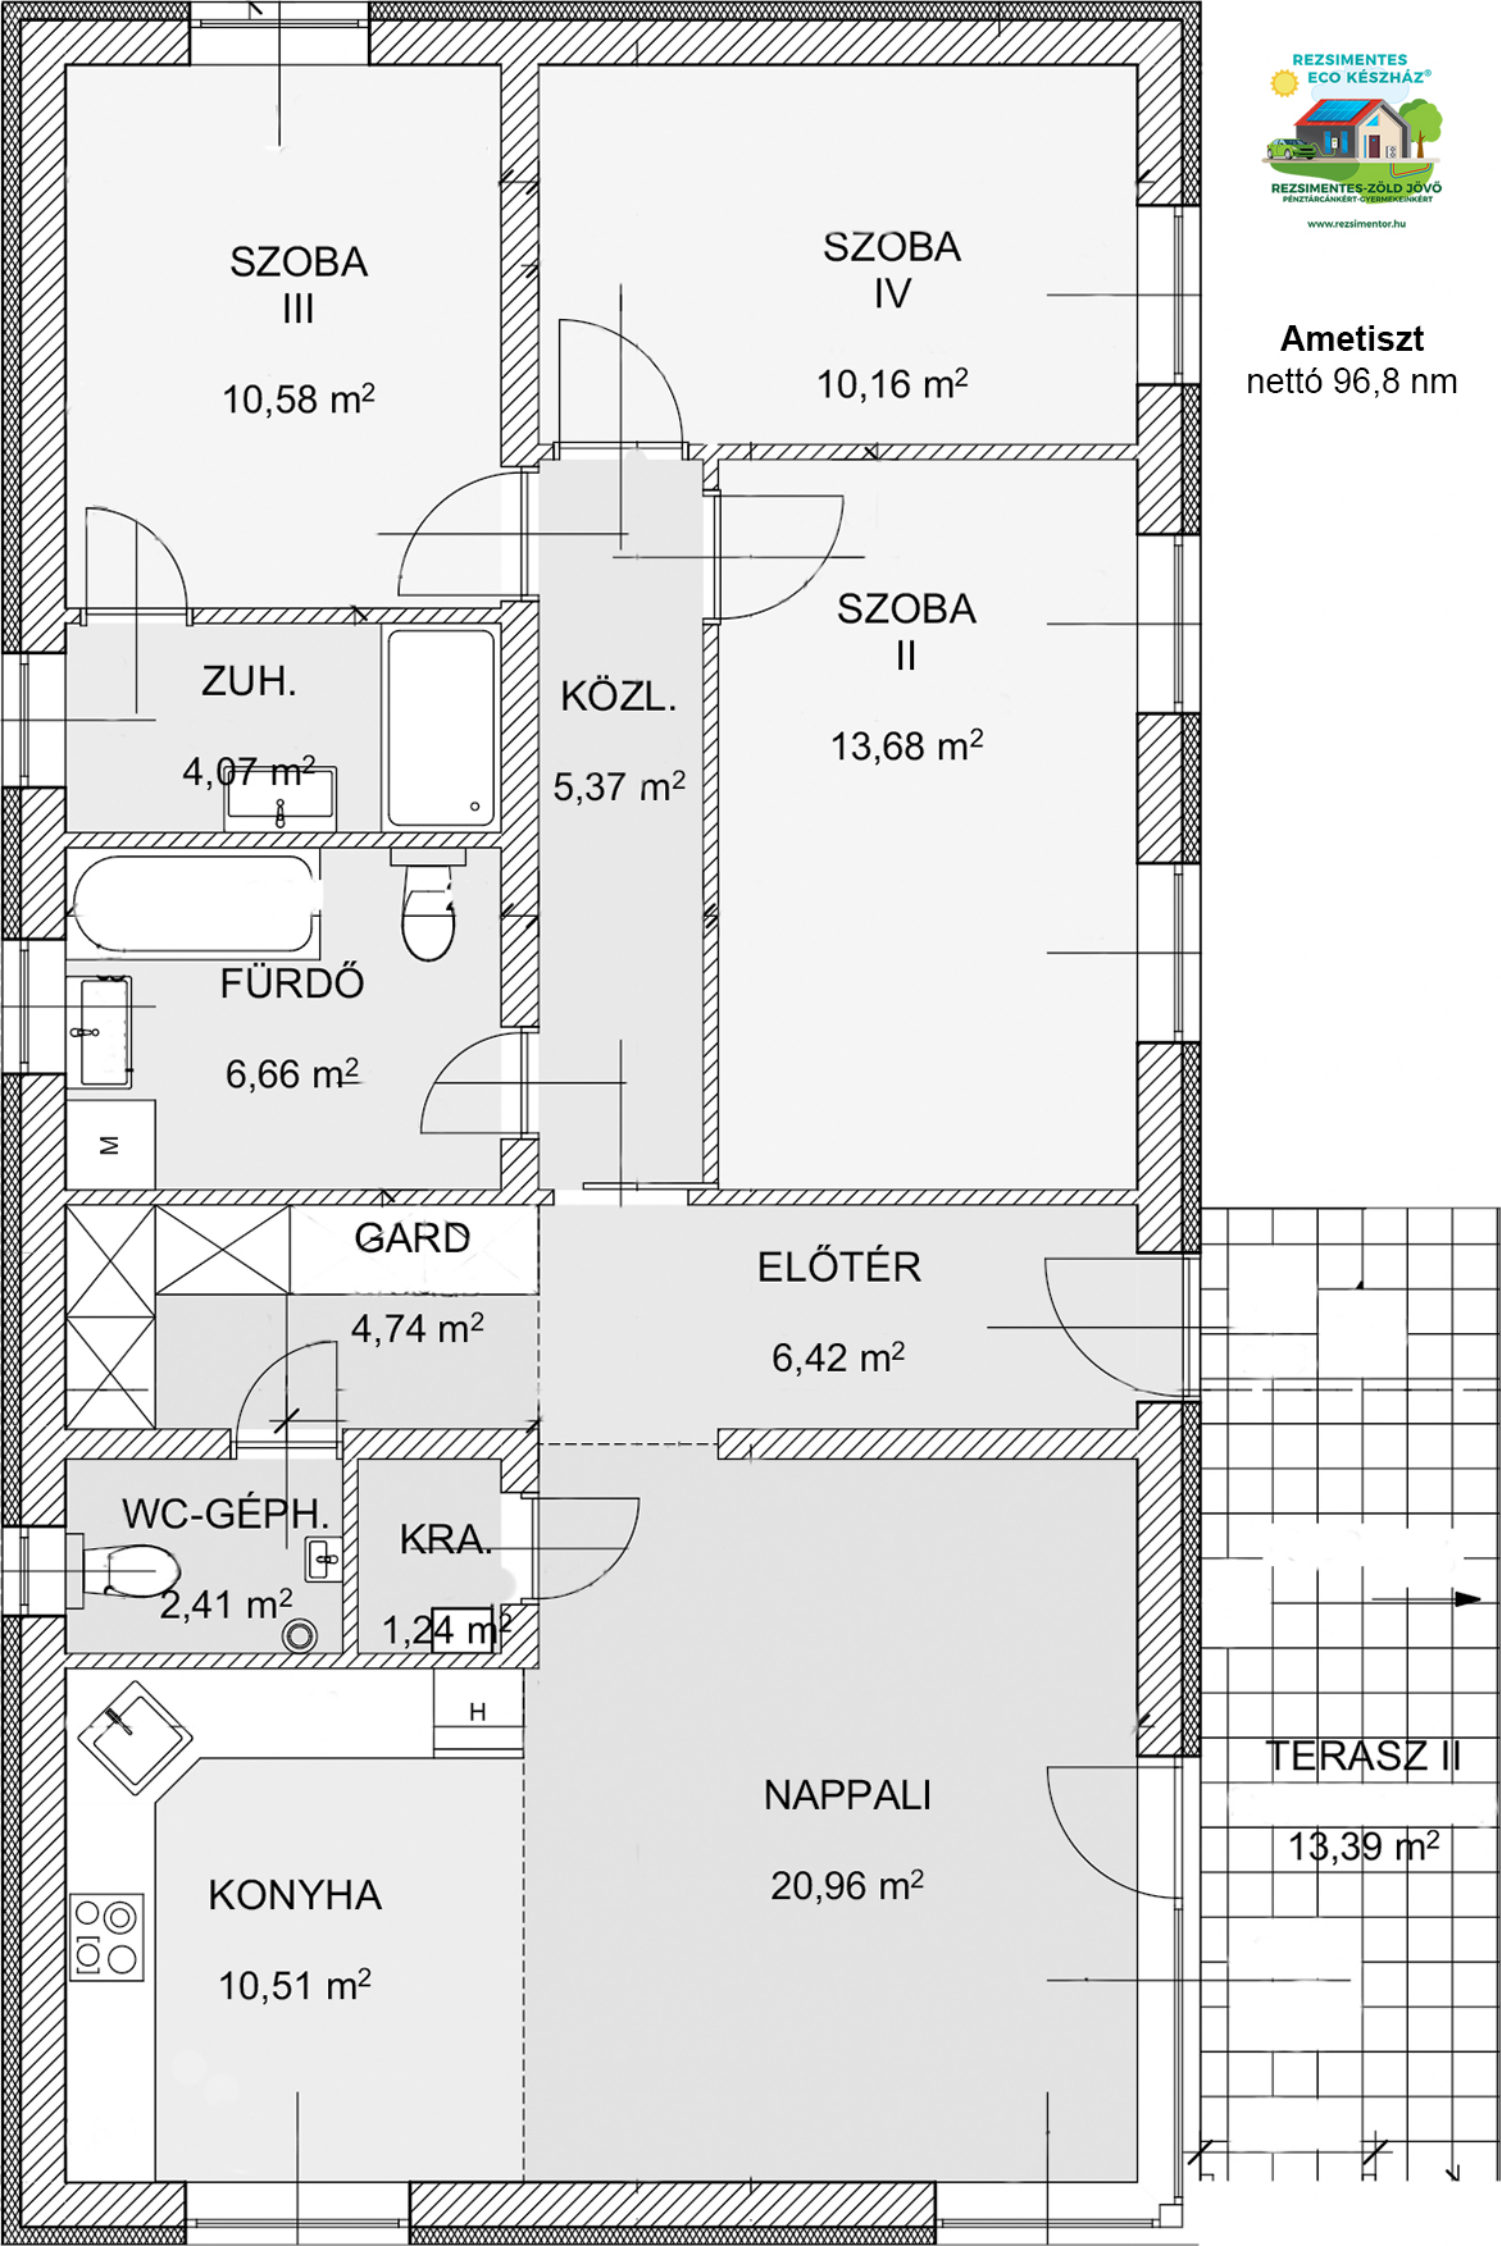 REZSIMENTES
ECO KÉSZHÁZ®
REZSIMENTES-ZÖLD JÖVŐ
PÉNZTÁRCÁNKÉRT-GYERMEKEINKÉRT
www.rezsimentor.hu
Ametiszt
nettó 96,8 nm
SZOBA
III
10,58 m²
SZOBA
IV
10,16 m²
SZOBA
II
13,68 m²
ZUH.
4,07 m²
KÖZL.
5,37 m²
FÜRDŐ
6,66 m²
M
GARD
4,74 m²
ELŐTÉR
6,42 m²
WC-GÉPH.
2,41 m²
KRA.
1,24 m²
H
NAPPALI
20,96 m²
KONYHA
10,51 m²
TERASZ II
13,39 m²